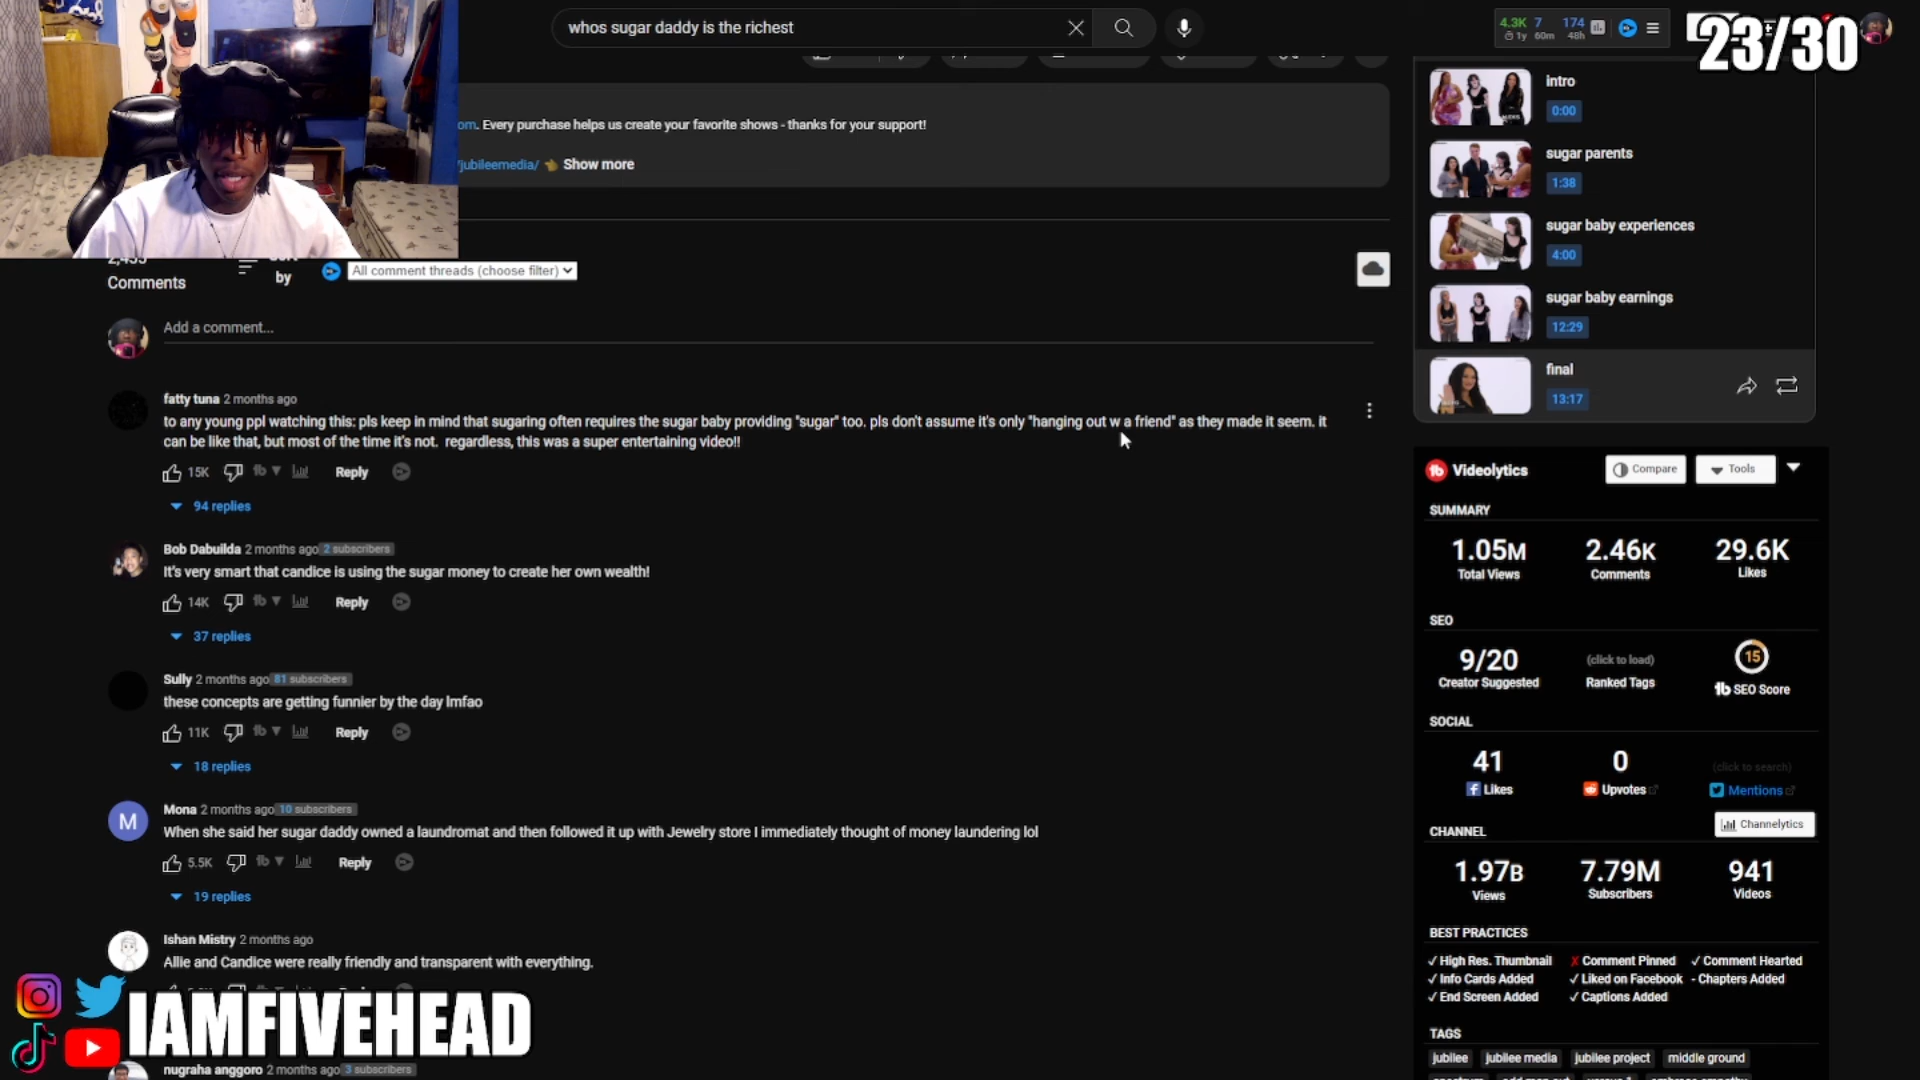 whos sugar daddy is the richest
4.3K 7 174
1y 60m 48h
23/30
om. Every purchase helps us create your favorite shows - thanks for your support!
/jubileemedia/ Show more
intro
0:00
sugar parents
1:38
sugar baby experiences
4:00
sugar baby earnings
12:29
final
13:17
Comments
by
All comment threads (choose filter)
Add a comment...
fatty tuna 2 months ago
to any young ppl watching this: pls keep in mind that sugaring often requires the sugar baby providing "sugar" too. pls don't assume it's only "hanging out w a friend" as they made it seem. it
can be like that, but most of the time it's not. regardless, this was a super entertaining video!!
15K Reply
94 replies
Bob Dabuilda 2 months ago 2 subscribers
It's very smart that candice is using the sugar money to create her own wealth!
14K Reply
37 replies
Sully 2 months ago 81 subscribers
these concepts are getting funnier by the day lmfao
11K Reply
18 replies
Mona 2 months ago 10 subscribers
M
When she said her sugar daddy owned a laundromat and then followed it up with Jewelry store I immediately thought of money laundering lol
5.5K Reply
19 replies
Ishan Mistry 2 months ago
Allie and Candice were really friendly and transparent with everything.
IAMFIVEHEAD
nugraha anggoro 2 months ago 3 subscribers
Videolytics Compare Tools
SUMMARY
1.05M 2.46K 29.6K
Total Views Comments Likes
SEO
9/20 (click to load) 15
Creator Suggested Ranked Tags SEO Score
SOCIAL
41 0 (click to search)
Likes Upvotes Mentions
CHANNEL Channelytics
1.97B 7.79M 941
Views Subscribers Videos
BEST PRACTICES
✓ High Res. Thumbnail ✗ Comment Pinned ✓ Comment Hearted
✓ Info Cards Added ✓ Liked on Facebook - Chapters Added
✓ End Screen Added ✓ Captions Added
TAGS
jubilee jubilee media jubilee project middle ground